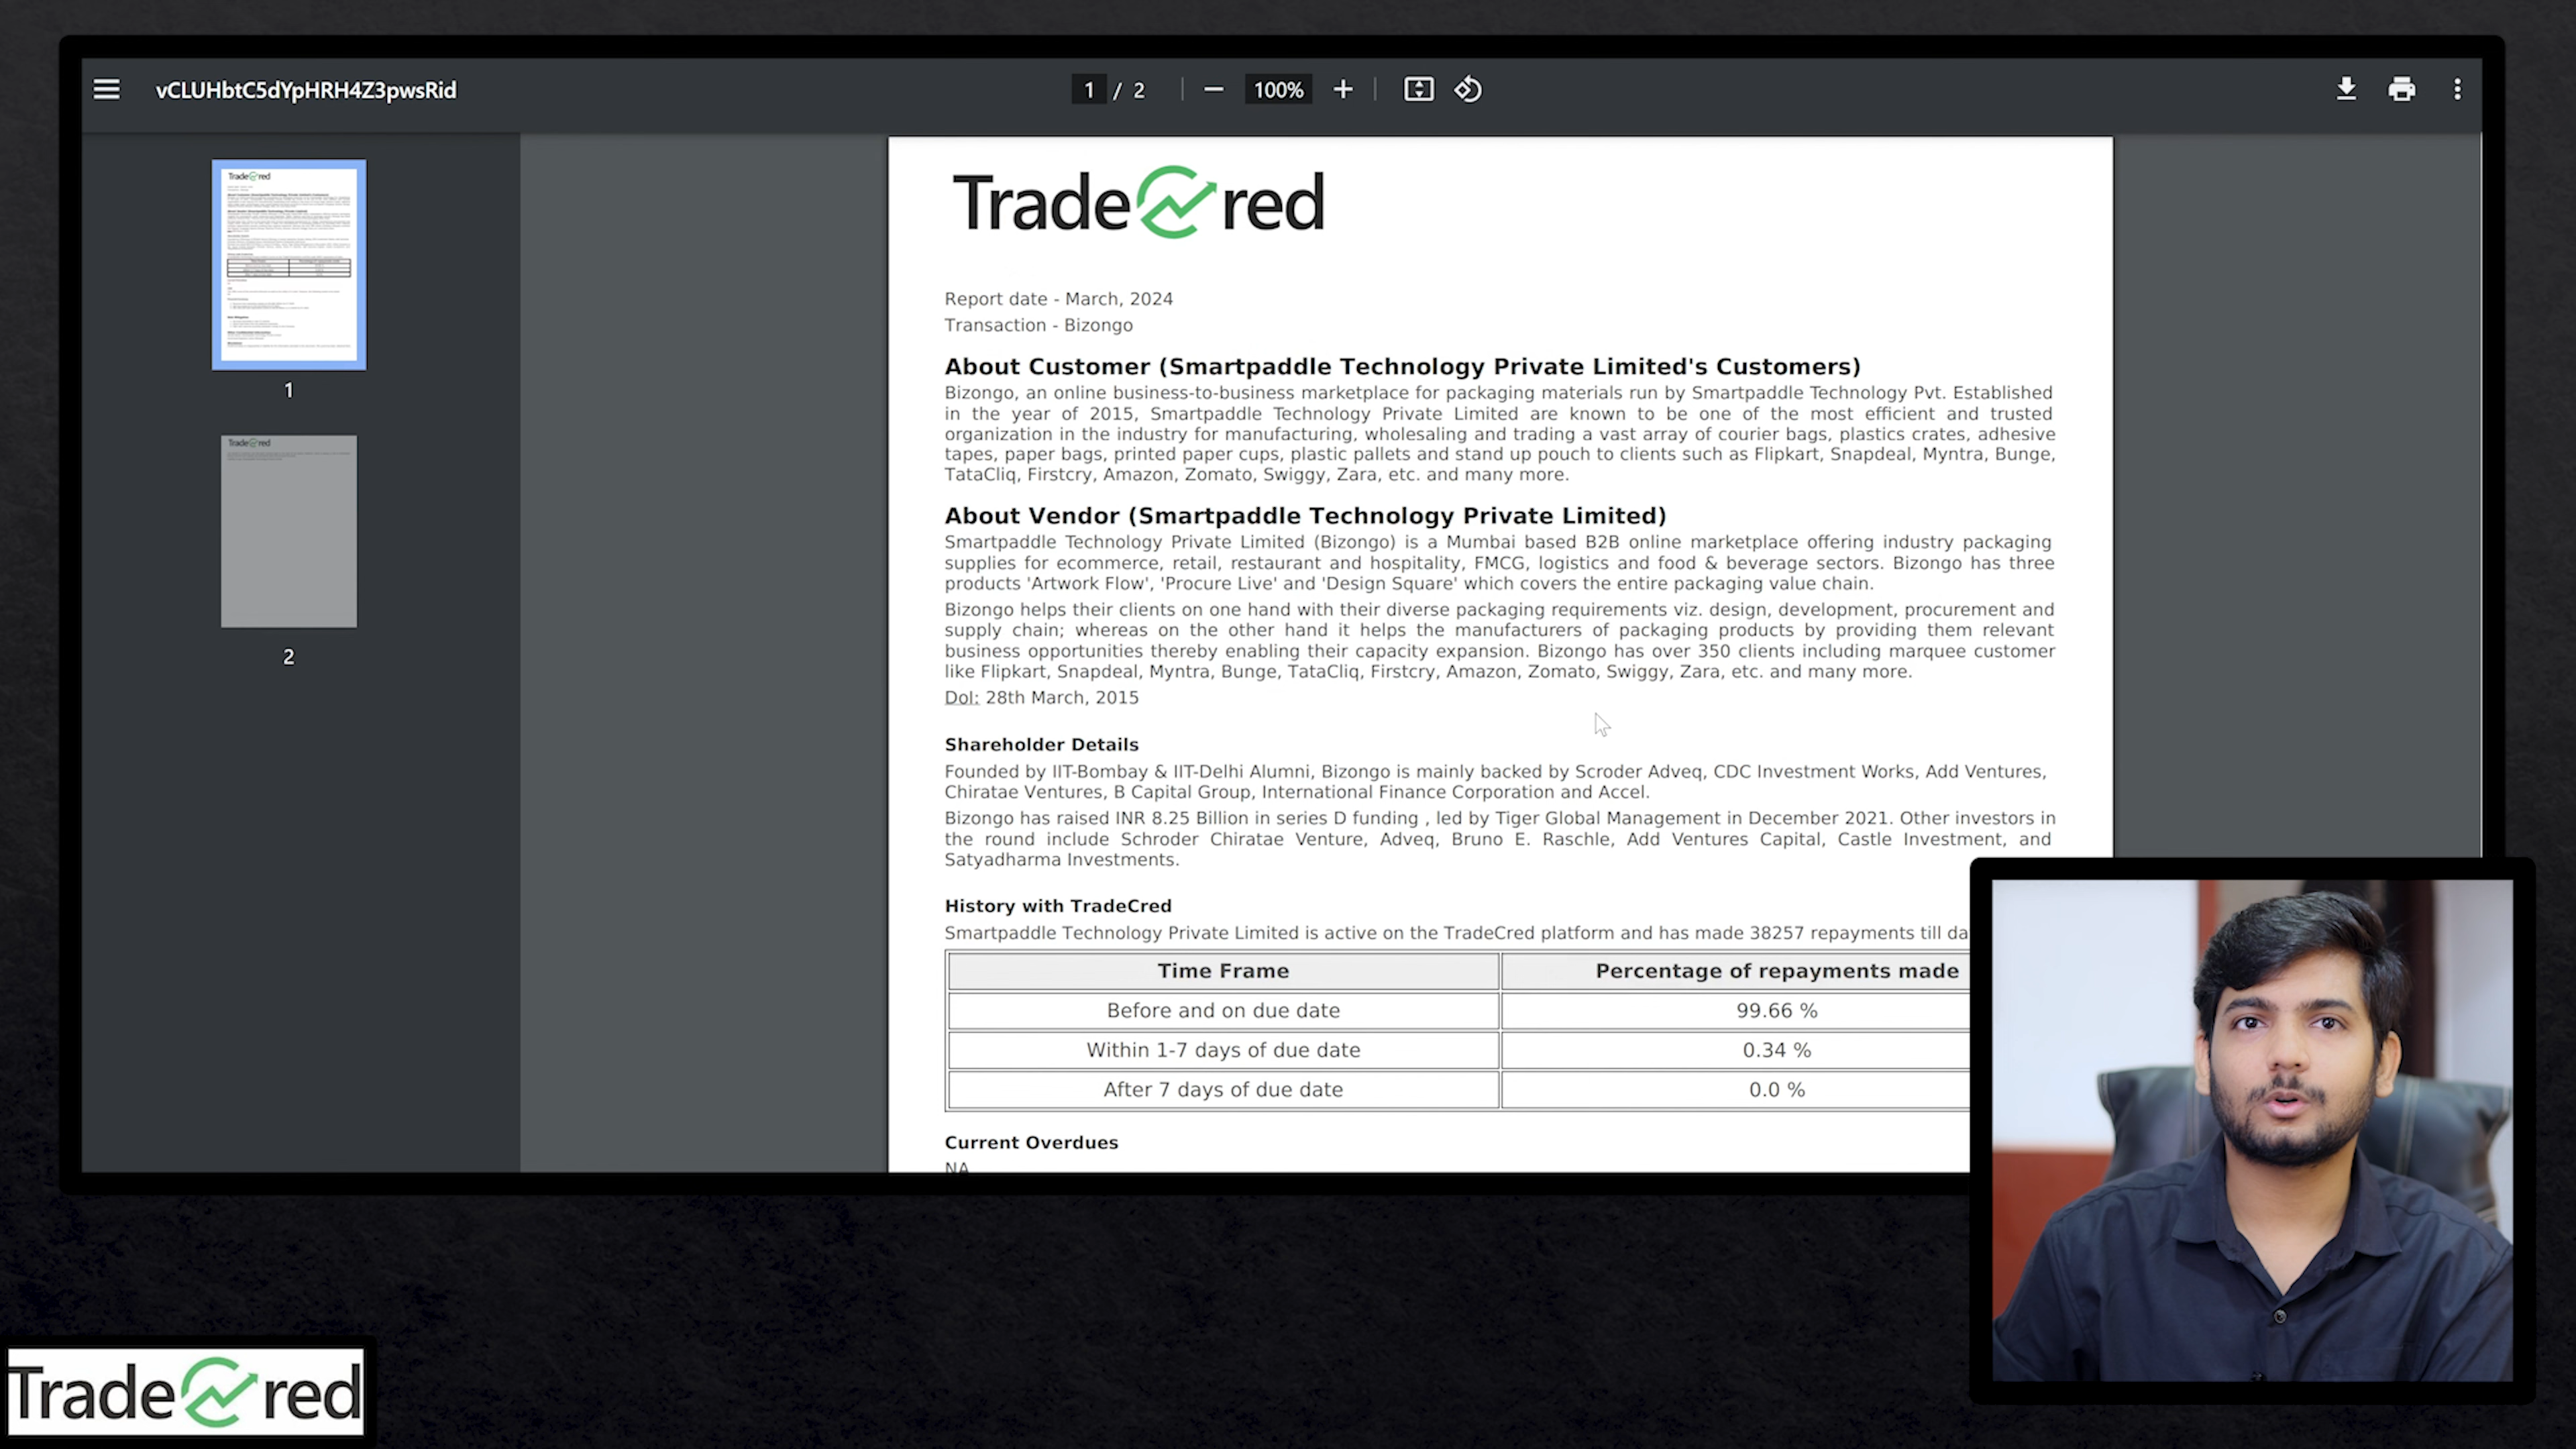 vCLUHbtC5dYpHRH4Z3pwsRid
1 / 2
100%
TradeCred
1
TradeCred
2
TradeCred
Report date - March, 2024
Transaction - Bizongo
About Customer (Smartpaddle Technology Private Limited's Customers)
Bizongo, an online business-to-business marketplace for packaging materials run by Smartpaddle Technology Pvt. Established
in the year of 2015, Smartpaddle Technology Private Limited are known to be one of the most efficient and trusted
organization in the industry for manufacturing, wholesaling and trading a vast array of courier bags, plastics crates, adhesive
tapes, paper bags, printed paper cups, plastic pallets and stand up pouch to clients such as Flipkart, Snapdeal, Myntra, Bunge,
TataCliq, Firstcry, Amazon, Zomato, Swiggy, Zara, etc. and many more.
About Vendor (Smartpaddle Technology Private Limited)
Smartpaddle Technology Private Limited (Bizongo) is a Mumbai based B2B online marketplace offering industry packaging
supplies for ecommerce, retail, restaurant and hospitality, FMCG, logistics and food & beverage sectors. Bizongo has three
products 'Artwork Flow', 'Procure Live' and 'Design Square' which covers the entire packaging value chain.
Bizongo helps their clients on one hand with their diverse packaging requirements viz. design, development, procurement and
supply chain; whereas on the other hand it helps the manufacturers of packaging products by providing them relevant
business opportunities thereby enabling their capacity expansion. Bizongo has over 350 clients including marquee customer
like Flipkart, Snapdeal, Myntra, Bunge, TataCliq, Firstcry, Amazon, Zomato, Swiggy, Zara, etc. and many more.
DoI: 28th March, 2015
Shareholder Details
Founded by IIT-Bombay & IIT-Delhi Alumni, Bizongo is mainly backed by Scroder Adveq, CDC Investment Works, Add Ventures,
Chiratae Ventures, B Capital Group, International Finance Corporation and Accel.
Bizongo has raised INR 8.25 Billion in series D funding , led by Tiger Global Management in December 2021. Other investors in
the round include Schroder Chiratae Venture, Adveq, Bruno E. Raschle, Add Ventures Capital, Castle Investment, and
Satyadharma Investments.
History with TradeCred
Smartpaddle Technology Private Limited is active on the TradeCred platform and has made 38257 repayments till da
Time Frame Percentage of repayments made
Before and on due date 99.66 %
Within 1-7 days of due date 0.34 %
After 7 days of due date 0.0 %
Current Overdues
NA
TradeCred